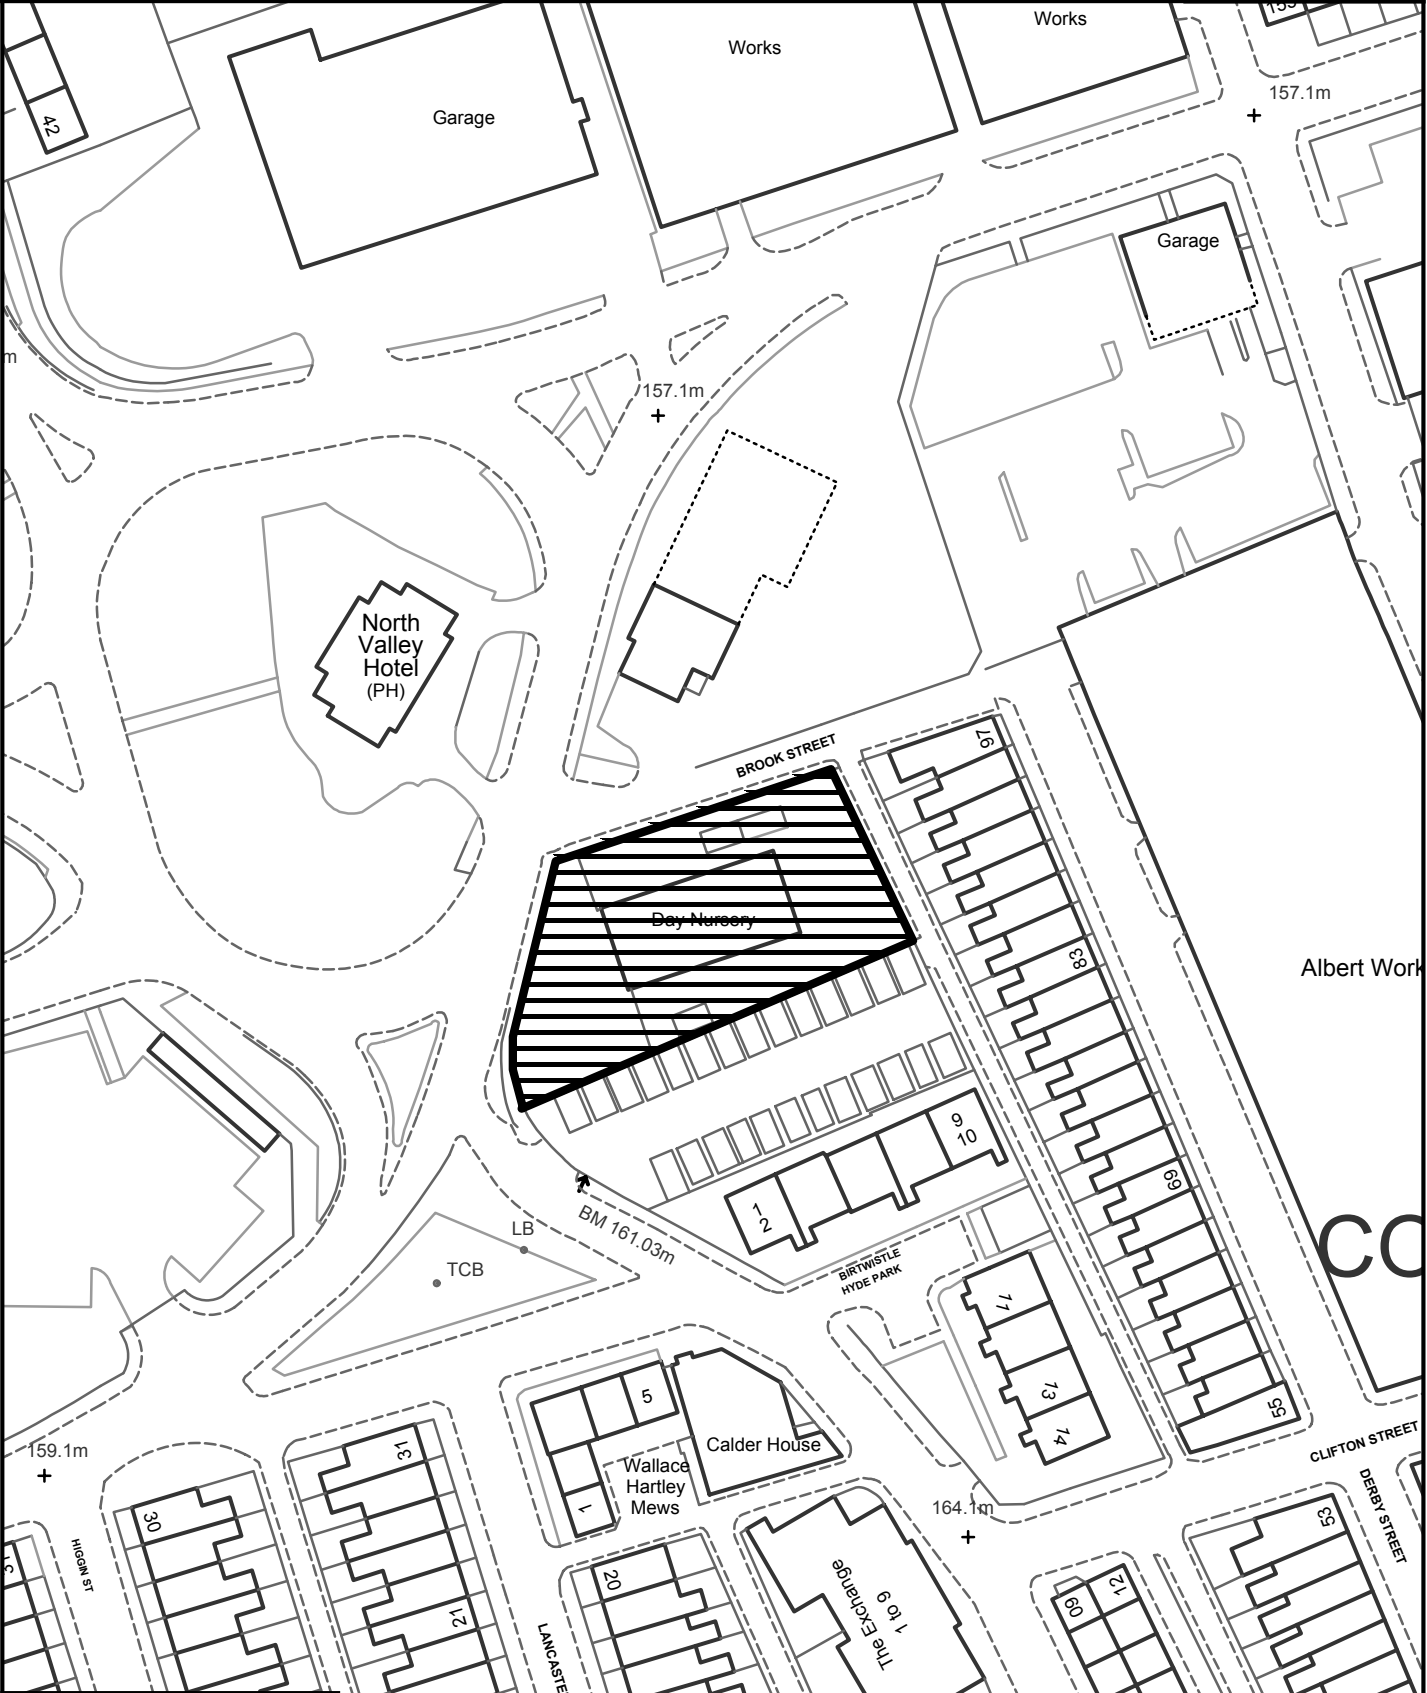 Works
Works
155
157.1m
Garage
42
Garage
m
157.1m
North
Valley
Hotel
(PH)
BROOK STREET
97
Day Nursery
83
Albert Work
9
10
69
1
2
BM 161.03m
LB
TCB
CO
BIRTWISTLE
HYDE PARK
11
73
14
55
5
Calder House
Wallace
Hartley
Mews
1
31
159.1m
30
HIGGIN ST
21
20
LANCASTE
164.1m
The Exchange
1 to 9
CLIFTON STREET
DERBY STREET
53
12
60